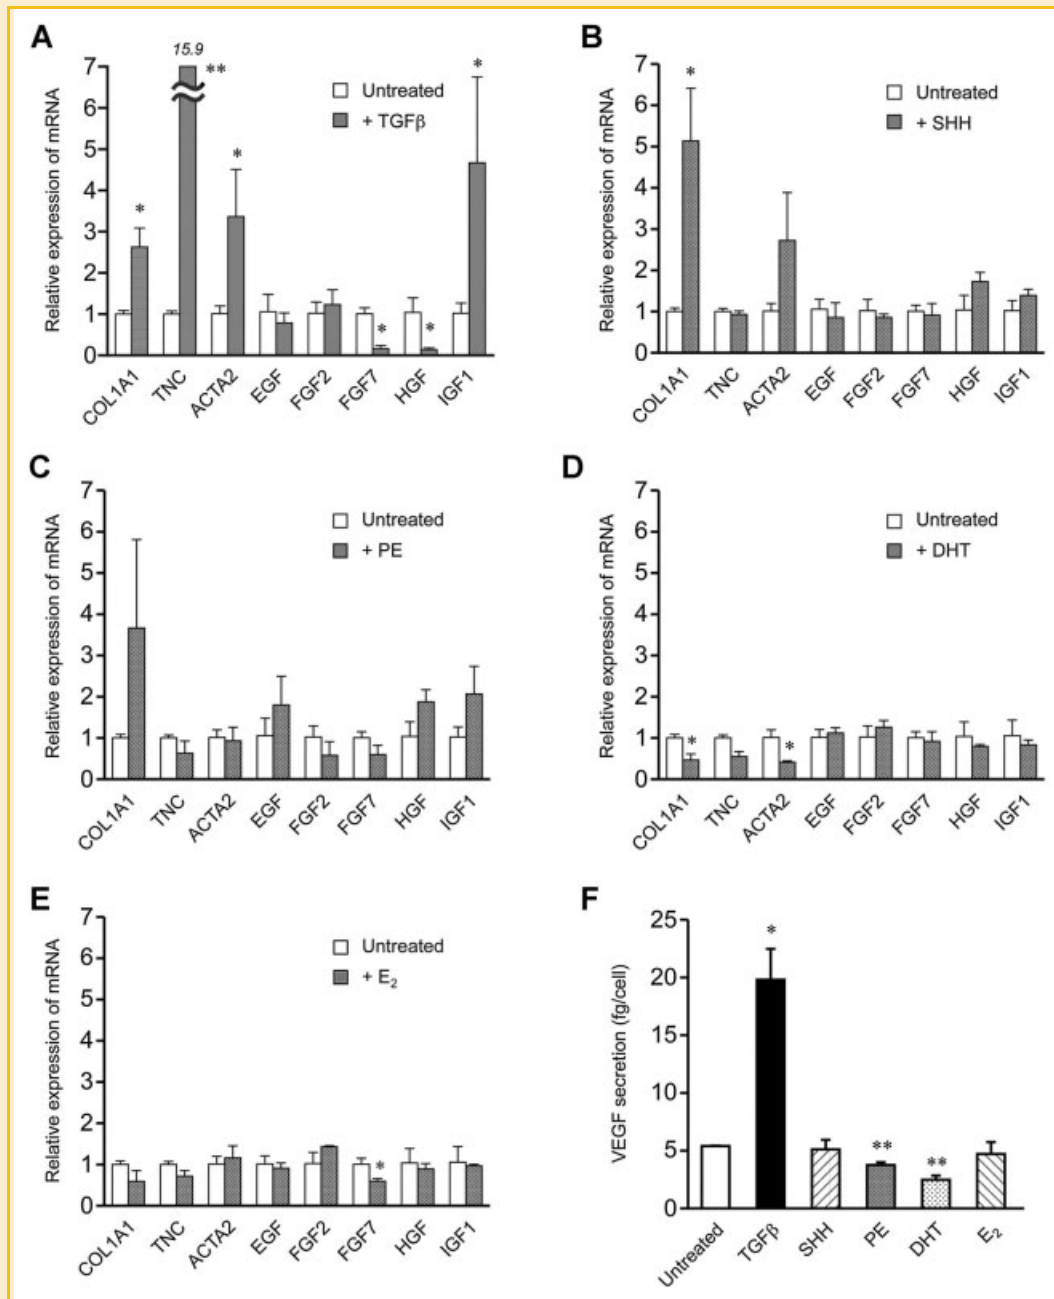 A
15.9
**
7
6
5
4
3
2
1
0
Relative expression of mRNA
Untreated
+ TGFβ
*
*
*
*
*
COL1A1
TNC
ACTA2
EGF
FGF2
FGF7
HGF
IGF1
B
7
6
5
4
3
2
1
0
Relative expression of mRNA
Untreated
+ SHH
*
COL1A1
TNC
ACTA2
EGF
FGF2
FGF7
HGF
IGF1
C
7
6
5
4
3
2
1
0
Relative expression of mRNA
Untreated
+ PE
COL1A1
TNC
ACTA2
EGF
FGF2
FGF7
HGF
IGF1
D
7
6
5
4
3
2
1
0
Relative expression of mRNA
Untreated
+ DHT
*
*
COL1A1
TNC
ACTA2
EGF
FGF2
FGF7
HGF
IGF1
E
7
6
5
4
3
2
1
0
Relative expression of mRNA
Untreated
+ E₂
*
COL1A1
TNC
ACTA2
EGF
FGF2
FGF7
HGF
IGF1
F
25
20
15
10
5
0
VEGF secretion (fg/cell)
*
**
**
Untreated
TGFβ
SHH
PE
DHT
E₂